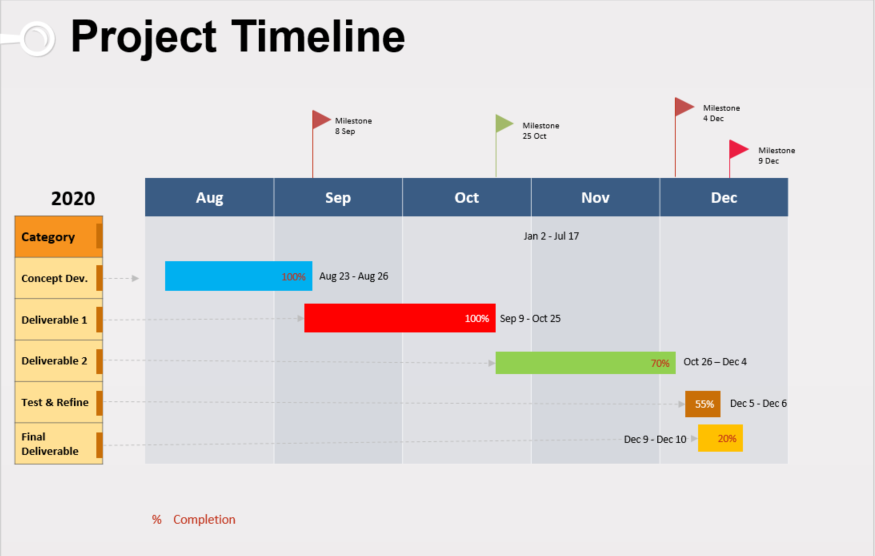 Project Timeline
Milestone
8 Sep
Milestone
25 Oct
Milestone
4 Dec
Milestone
9 Dec
2020
Aug
Sep
Oct
Nov
Dec
Category
Jan 2 - Jul 17
Concept Dev.
100%
Aug 23 - Aug 26
Deliverable 1
100%
Sep 9 - Oct 25
Deliverable 2
70%
Oct 26 – Dec 4
Test & Refine
55%
Dec 5 - Dec 6
Final
Deliverable
Dec 9 - Dec 10
20%
% Completion